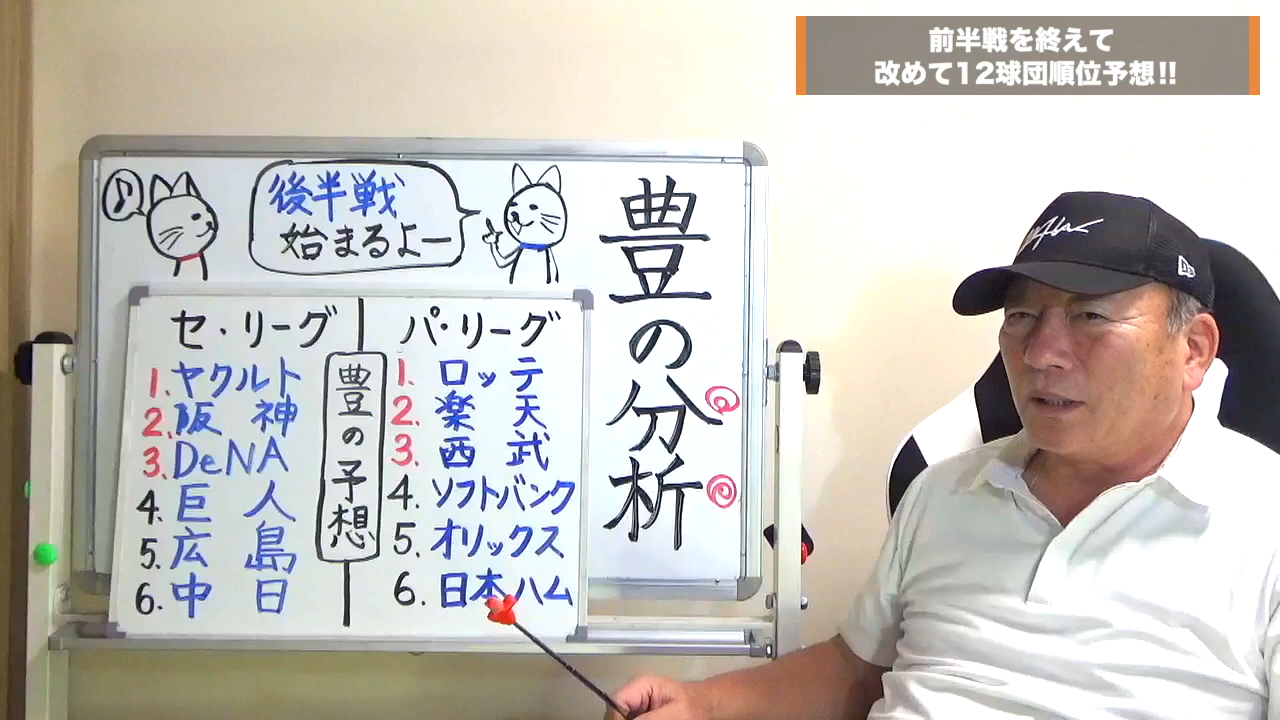 前半戦を終えて
改めて12球団順位予想!!
後半戦
始まるよー
豊の分析
セ・リーグ
1.ヤクルト
2.阪神
3.DeNA
4.巨人
5.広島
6.中日
豊の予想
パ・リーグ
1.ロッテ
2.楽天
3.西武
4.ソフトバンク
5.オリックス
6.日本ハム